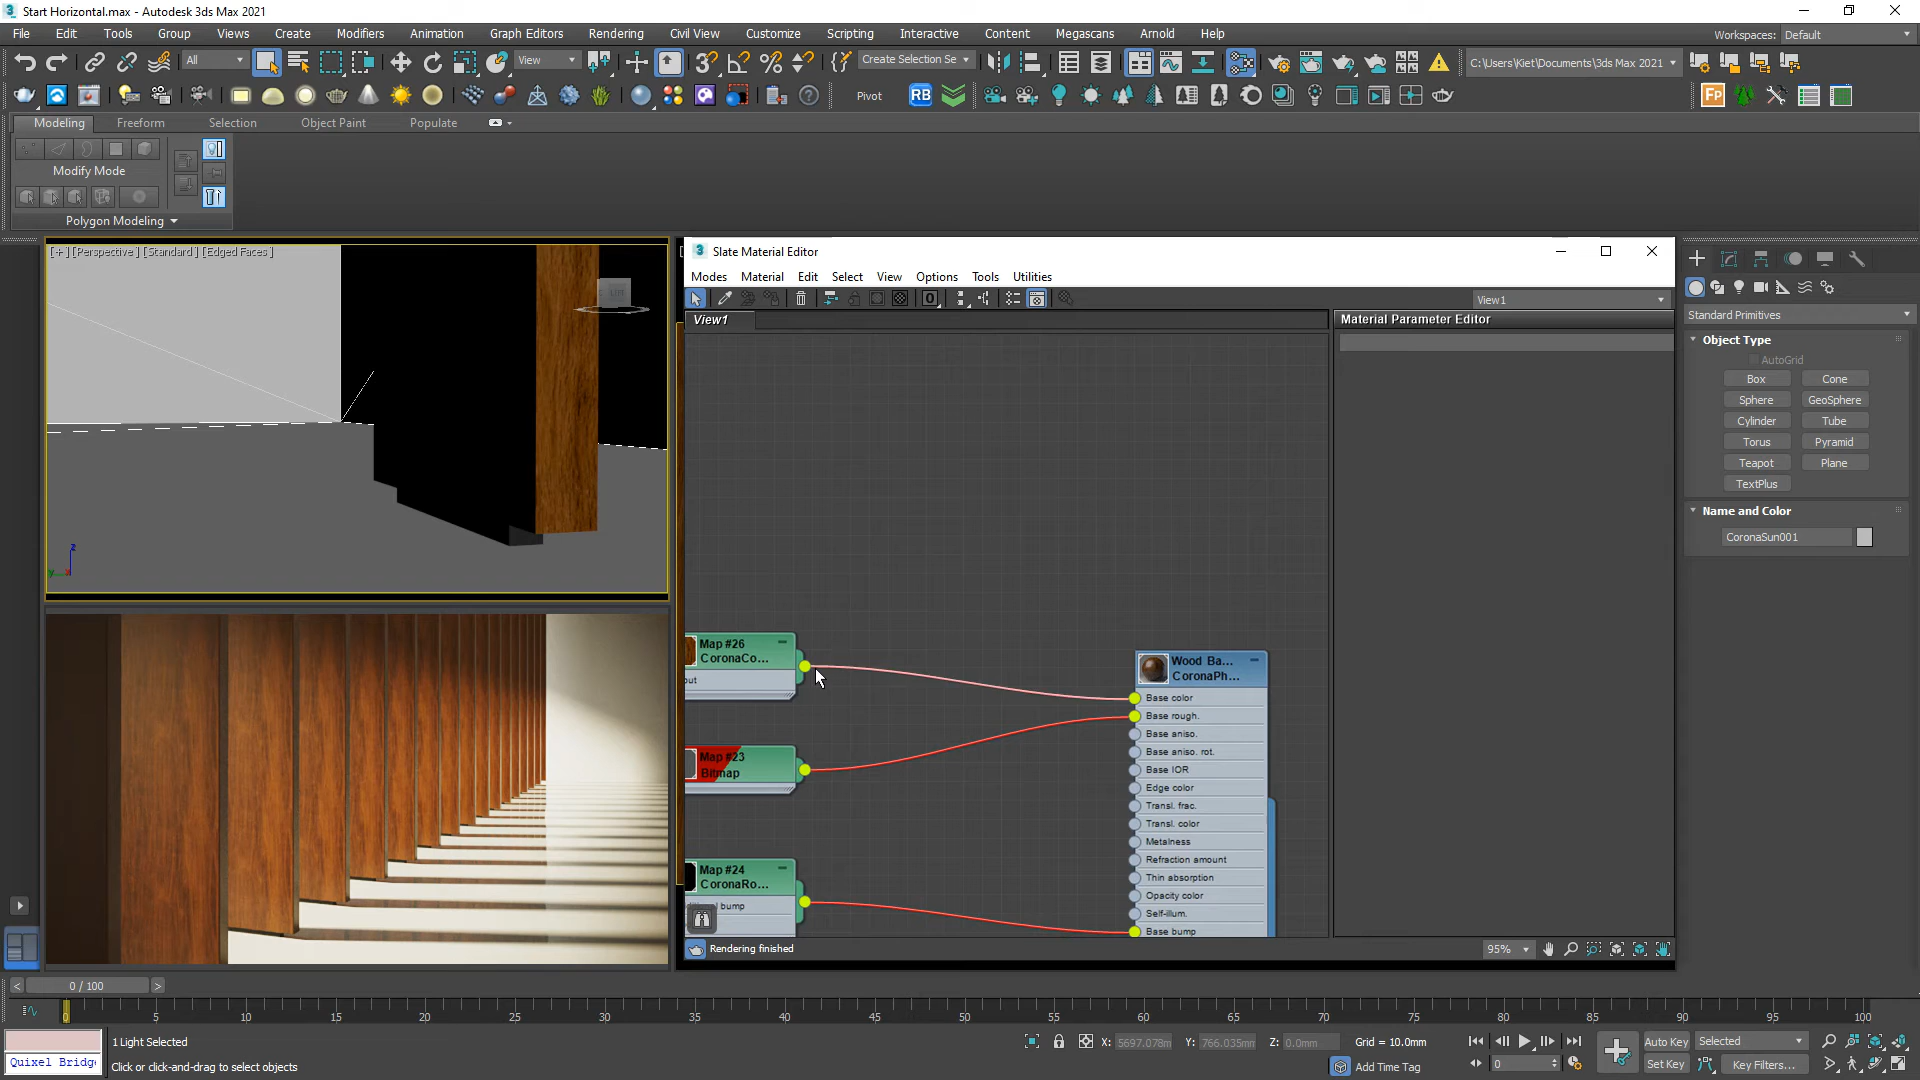 Start Horizontal.max - Autodesk 3ds Max 2021
File Edit Tools Group Views Create Modifiers Animation Graph Editors Rendering Civil View Customize Scripting Interactive Content Megascans Arnold Help
Workspaces: Default
All View Create Selection Se C:\Users\Kiet\Documents\3ds Max 2021
Pivot RB Fp
Modeling Freeform Selection Object Paint Populate
Modify Mode
Polygon Modeling
[+] [Perspective] [Standard] [Edged Faces]
LEFT
z
y x
Slate Material Editor
Modes Material Edit Select View Options Tools Utilities
View1
View1
Material Parameter Editor
Map #26
CoronaCo...
out
Map #23
Bitmap
Map #24
CoronaRo...
ditional bump
Wood Ba...
CoronaPh...
Base color
Base rough.
Base aniso.
Base aniso. rot.
Base IOR
Edge color
Transl. frac.
Transl. color
Metalness
Refraction amount
Thin absorption
Opacity color
Self-illum.
Base bump
Rendering finished
95%
Standard Primitives
Object Type
AutoGrid
Box Cone
Sphere GeoSphere
Cylinder Tube
Torus Pyramid
Teapot Plane
TextPlus
Name and Color
CoronaSun001
0 / 100
0 5 10 15 20 25 30 35 40 45 50 55 60 65 70 75 80 85 90 95 100
1 Light Selected
Quixel Bridge
Click or click-and-drag to select objects
X: 5697.078m Y: 766.035mm Z: 0.0mm Grid = 10.0mm
Add Time Tag
0
Auto Key Selected
Set Key Key Filters...